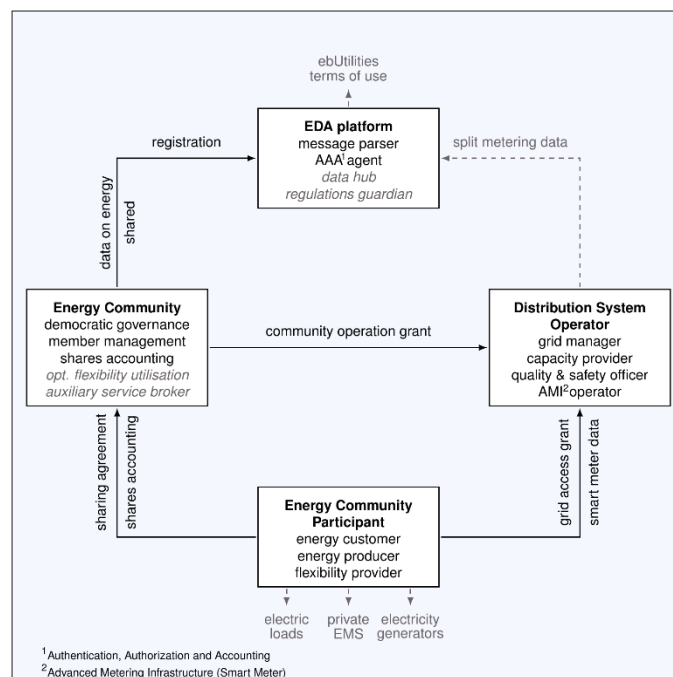 ebUtilities
terms of use
EDA platform
message parser
AAA¹ agent
data hub
regulations guardian
registration
split metering data
data on energy
shared
Energy Community
democratic governance
member management
shares accounting
opt. flexibility utilisation
auxiliary service broker
community operation grant
Distribution System
Operator
grid manager
capacity provider
quality & safety officer
AMI² operator
sharing agreement
shares accounting
grid access grant
smart meter data
Energy Community
Participant
energy customer
energy producer
flexibility provider
electric
loads
private
EMS
electricity
generators
¹Authentication, Authorization and Accounting
²Advanced Metering Infrastructure (Smart Meter)